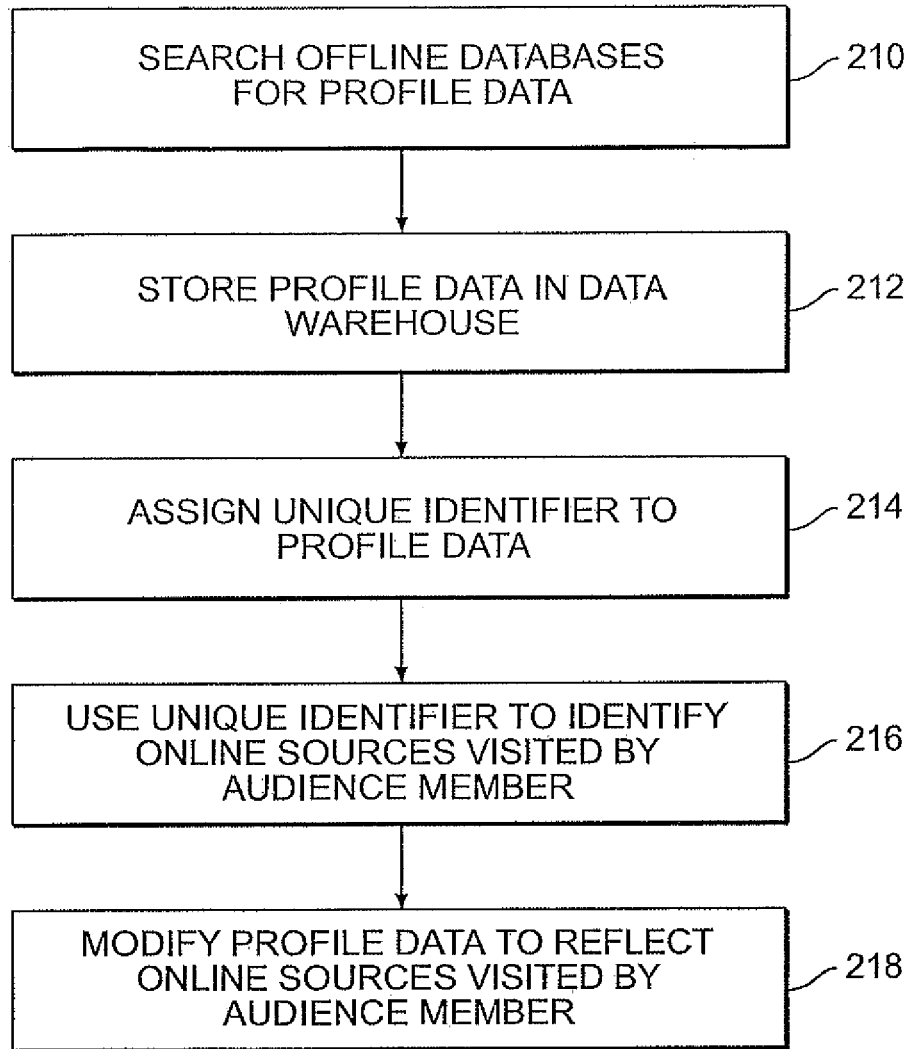 SEARCH OFFLINE DATABASES
FOR PROFILE DATA
210
STORE PROFILE DATA IN DATA
WAREHOUSE
212
ASSIGN UNIQUE IDENTIFIER TO
PROFILE DATA
214
USE UNIQUE IDENTIFIER TO IDENTIFY
ONLINE SOURCES VISITED BY
AUDIENCE MEMBER
216
MODIFY PROFILE DATA TO REFLECT
ONLINE SOURCES VISITED BY
AUDIENCE MEMBER
218